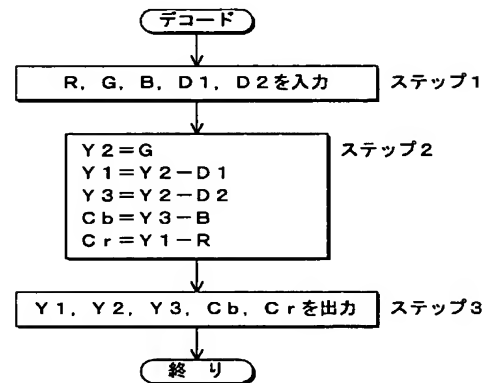 デコード
R, G, B, D1, D2を入力 ステップ1
Y2=G ステップ2
Y1=Y2-D1
Y3=Y2-D2
Cb=Y3-B
Cr=Y1-R
Y1, Y2, Y3, Cb, Crを出力 ステップ3
終り